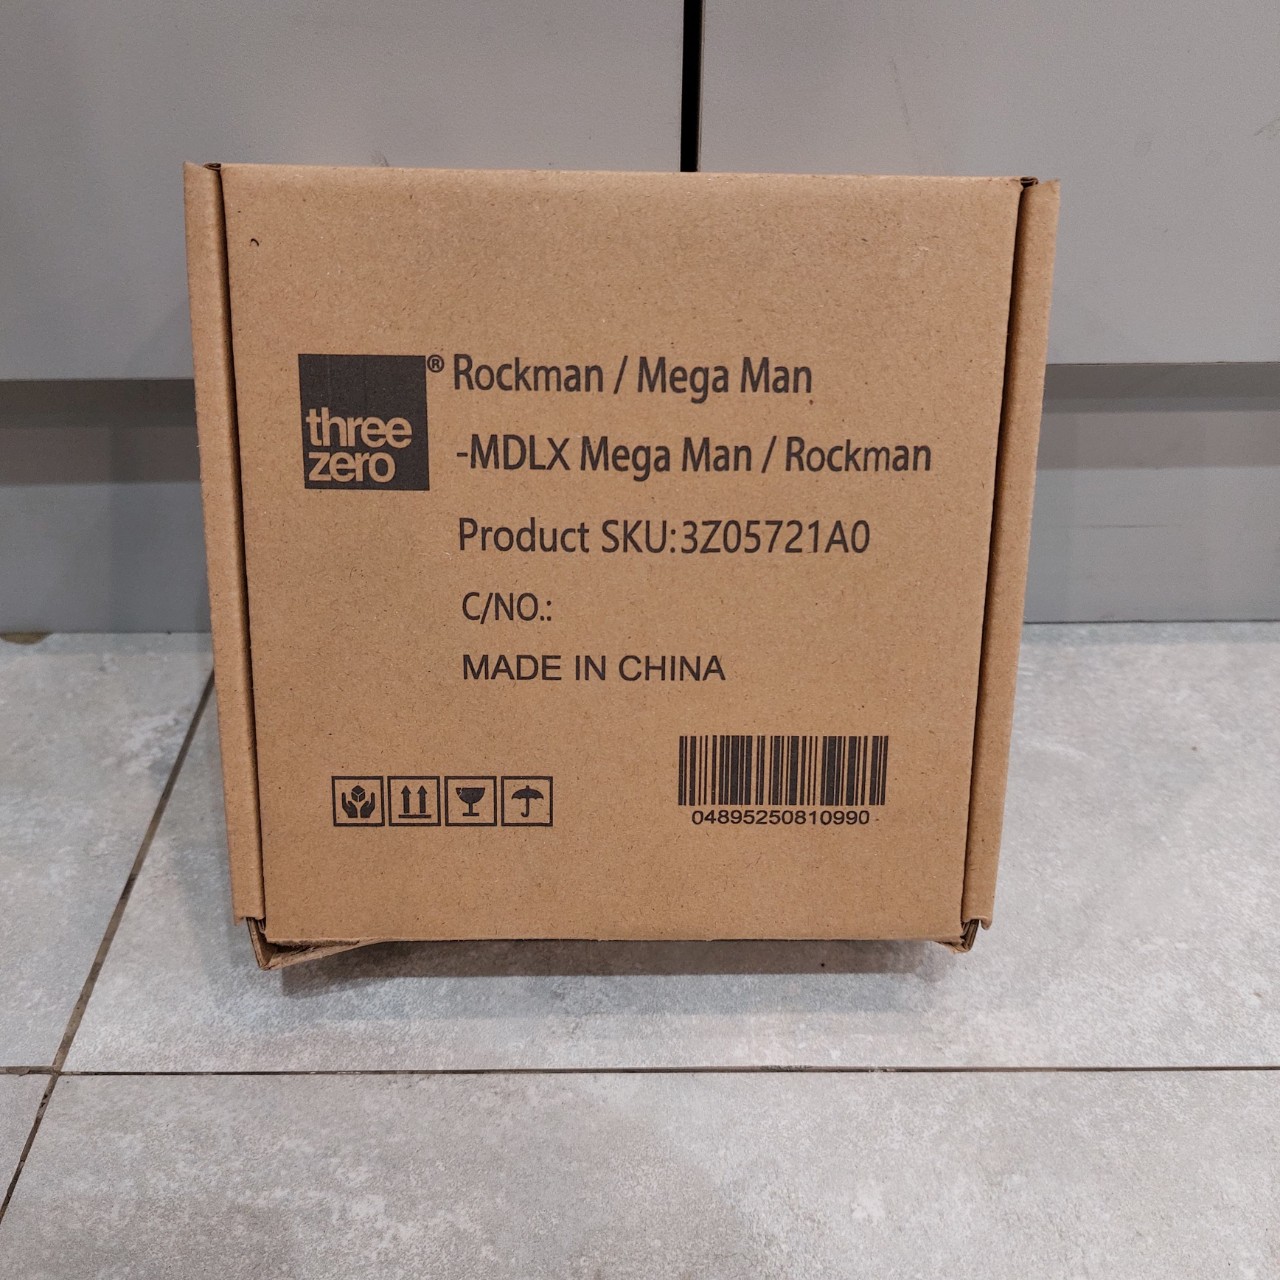 three
zero
® Rockman / Mega Man
-MDLX Mega Man / Rockman
Product SKU:3Z05721A0
C/NO.:
MADE IN CHINA
04895250810990